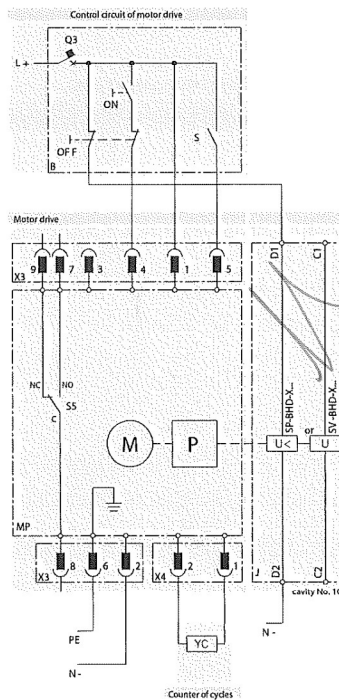 Control circuit of motor drive
Q3
L +
ON
OFF
S
B
Motor drive
X3 9 7 3 4 1 5
D1 C1
NC NO
S5
C
SP-BHD-X...
SV-BHD-X...
M P U< or U
MP
X3 8 6 2 X4 2 1 J D2 C2
cavity No. 10
PE
N -
N -
YC
Counter of cycles